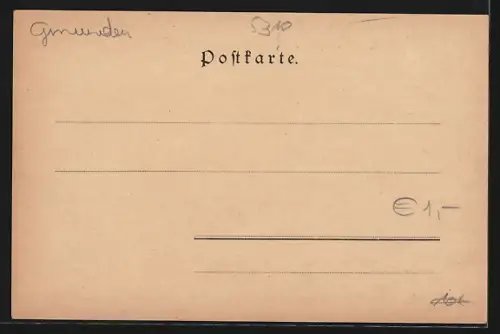 Gmunden
5310
Postkarte.
€ 1,-